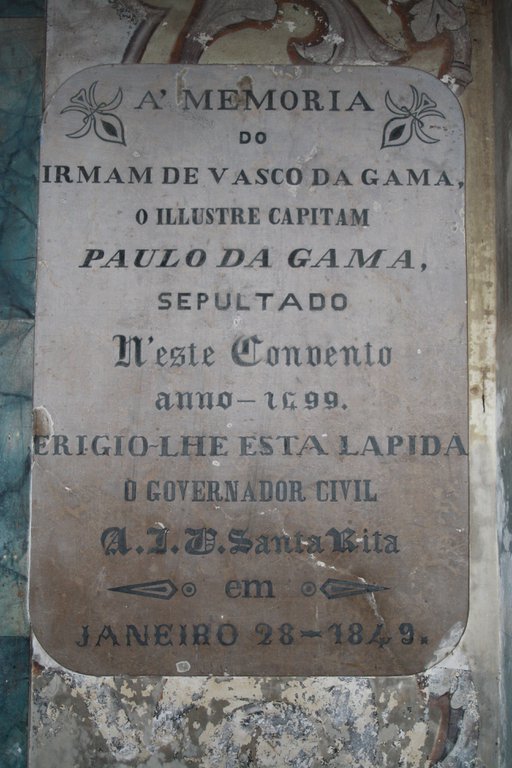 A' MEMORIA
DO
IRMAM DE VASCO DA GAMA,
O ILLUSTRE CAPITAM
PAULO DA GAMA,
SEPULTADO
N'este Convento
anno-1499.
ERIGIO-LHE ESTA LAPIDA
O GOVERNADOR CIVIL
A.J.V. Santa Rita
em
JANEIRO 28-1849.